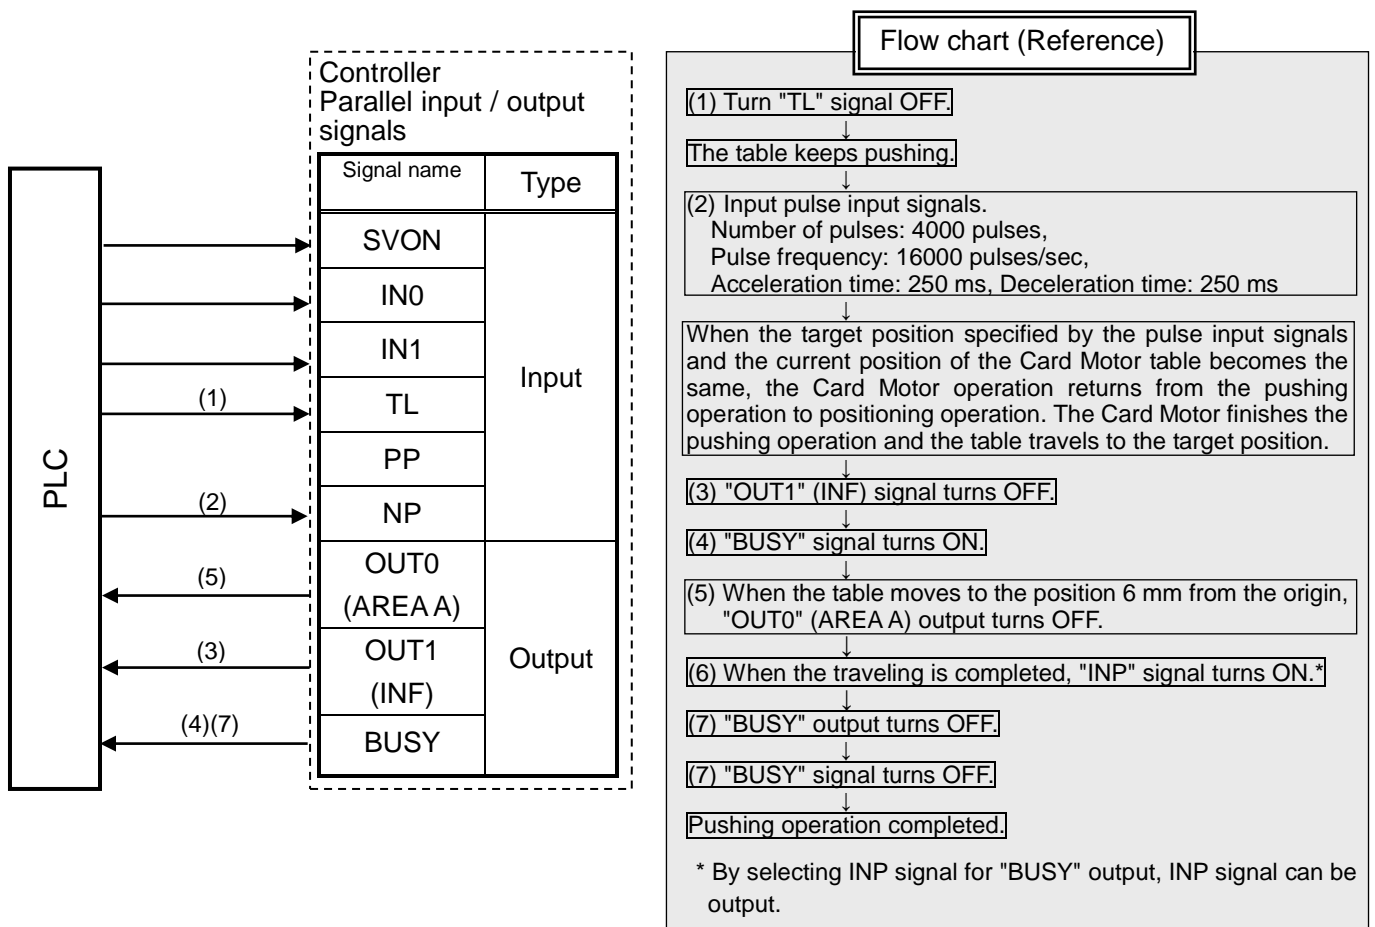 Controller
Parallel input / output
signals
Signal name
Type
SVON
IN0
IN1
TL
PP
NP
Input
OUT0
(AREA A)
OUT1
(INF)
BUSY
Output
PLC
(1)
(2)
(5)
(3)
(4)(7)
Flow chart (Reference)
(1) Turn "TL" signal OFF.
↓
The table keeps pushing.
↓
(2) Input pulse input signals.
Number of pulses: 4000 pulses,
Pulse frequency: 16000 pulses/sec,
Acceleration time: 250 ms, Deceleration time: 250 ms
↓
When the target position specified by the pulse input signals
and the current position of the Card Motor table becomes the
same, the Card Motor operation returns from the pushing
operation to positioning operation. The Card Motor finishes the
pushing operation and the table travels to the target position.
↓
(3) "OUT1" (INF) signal turns OFF.
↓
(4) "BUSY" signal turns ON.
↓
(5) When the table moves to the position 6 mm from the origin,
"OUT0" (AREA A) output turns OFF.
↓
(6) When the traveling is completed, "INP" signal turns ON.*
↓
(7) "BUSY" output turns OFF.
↓
(7) "BUSY" signal turns OFF.
↓
Pushing operation completed.
* By selecting INP signal for "BUSY" output, INP signal can be
output.